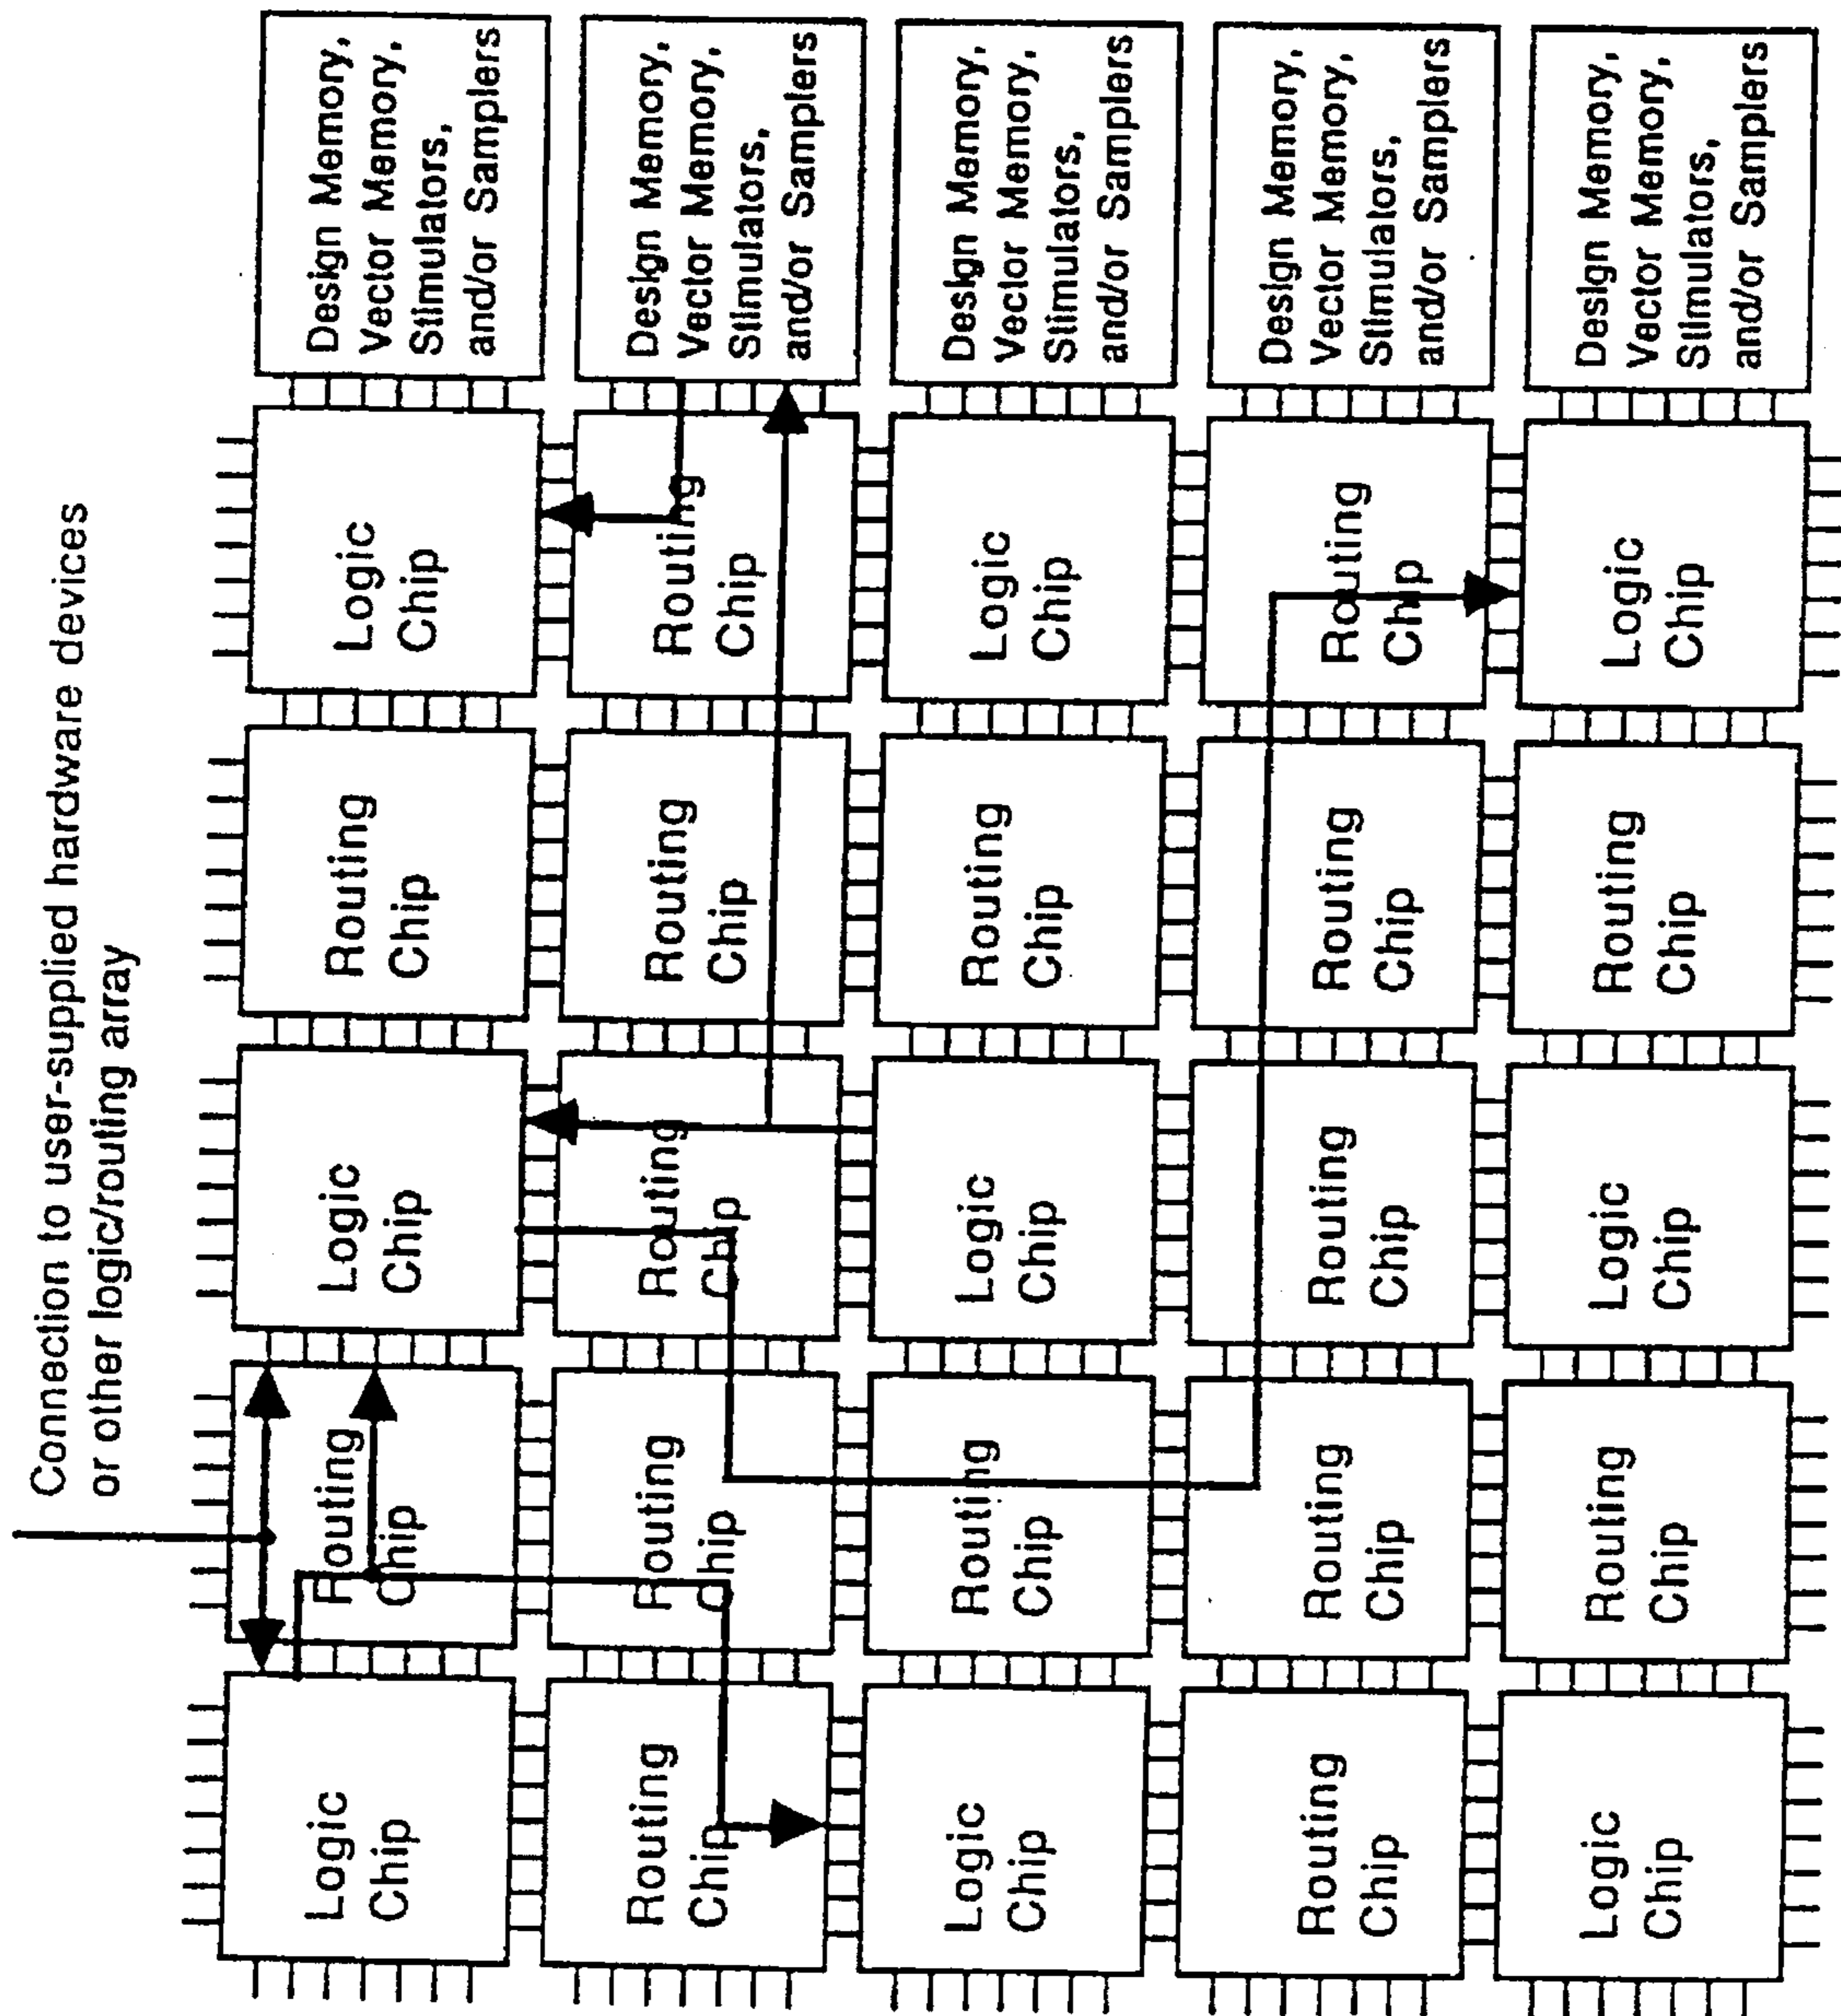 Connection to user-supplied hardware devices
or other logic/routing array
Logic
Chip
Routing
Chip
Logic
Chip
Routing
Chip
Logic
Chip
Design Memory,
Vector Memory,
Stimulators,
and/or Samplers
Routing
Chip
Routing
Chip
Routing
Chip
Routing
Chip
Routing
Chip
Design Memory,
Vector Memory,
Stimulators,
and/or Samplers
Logic
Chip
Routing
Chip
Logic
Chip
Routing
Chip
Logic
Chip
Design Memory,
Vector Memory,
Stimulators,
and/or Samplers
Routing
Chip
Routing
Chip
Routing
Chip
Routing
Chip
Routing
Chip
Design Memory,
Vector Memory,
Stimulators,
and/or Samplers
Logic
Chip
Routing
Chip
Logic
Chip
Routing
Chip
Logic
Chip
Design Memory,
Vector Memory,
Stimulators,
and/or Samplers